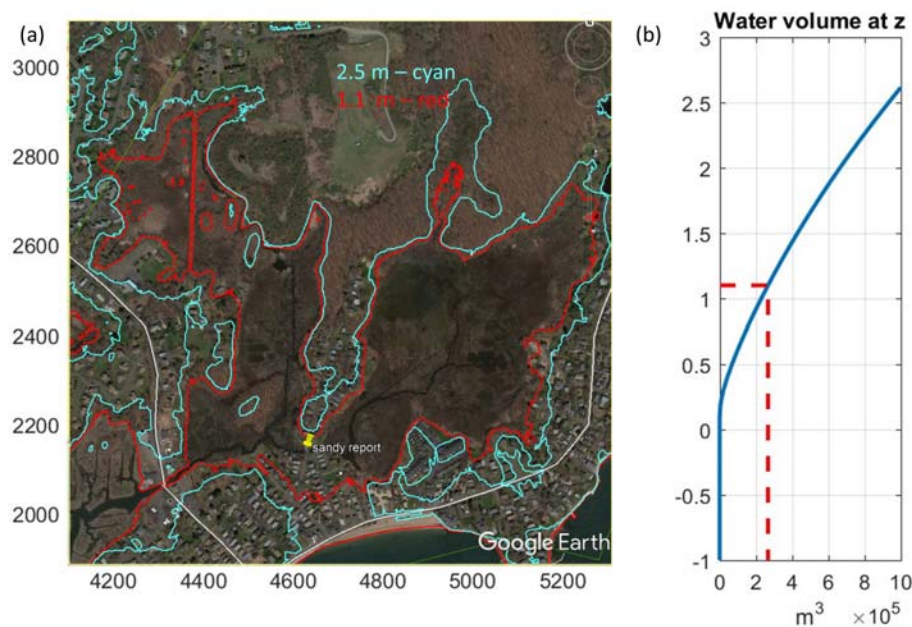 (a)
3000
2800
2600
2400
2200
2000
4200 4400 4600 4800 5000 5200
2.5 m – cyan
1.1 m – red
sandy report
Google Earth
(b)
Water volume at z
3
2.5
2
1.5
1
0.5
0
-0.5
-1
0 2 4 6 8 10
m³ ×10⁵